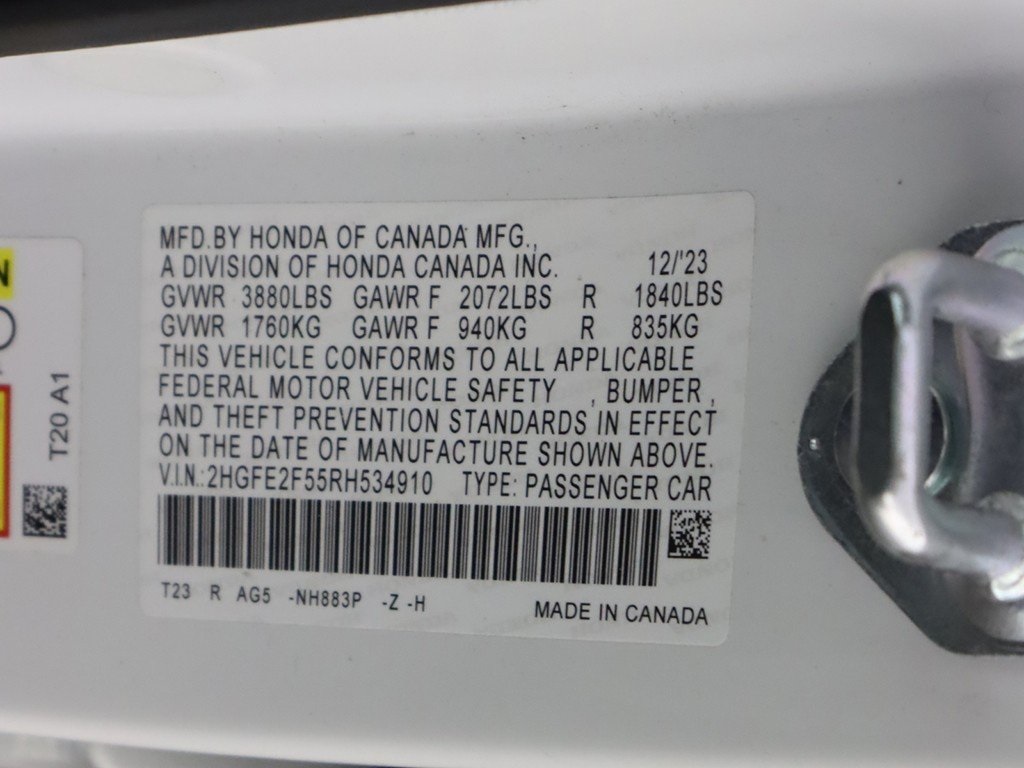 MFD.BY HONDA OF CANADA MFG.,
A DIVISION OF HONDA CANADA INC. 12/'23
GVWR 3880LBS GAWR F 2072LBS R 1840LBS
GVWR 1760KG GAWR F 940KG R 835KG
THIS VEHICLE CONFORMS TO ALL APPLICABLE
FEDERAL MOTOR VEHICLE SAFETY , BUMPER ,
AND THEFT PREVENTION STANDARDS IN EFFECT
ON THE DATE OF MANUFACTURE SHOWN ABOVE.
V.I.N.:2HGFE2F55RH534910 TYPE: PASSENGER CAR
T23 R AG5 -NH883P -Z -H
MADE IN CANADA
T20 A1
N